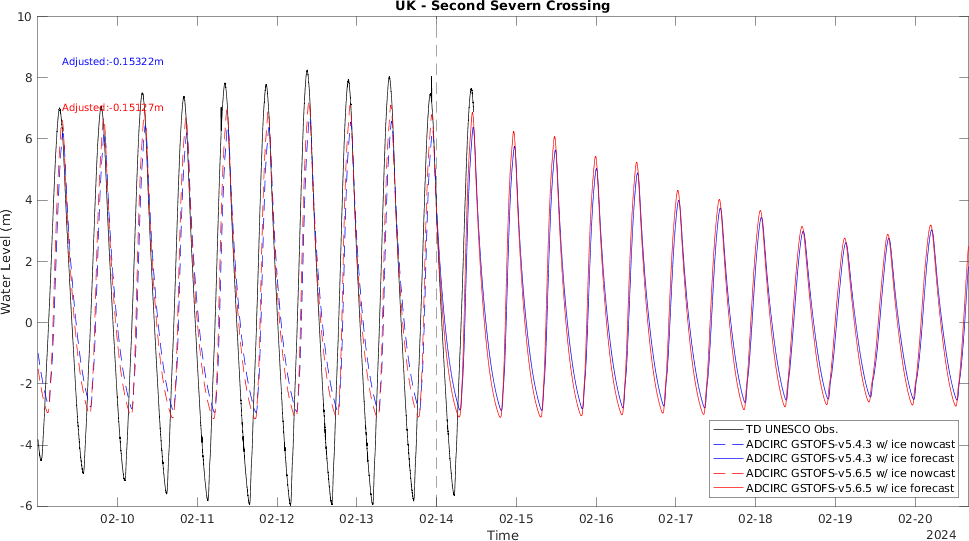 UK - Second Severn Crossing
10
8
6
4
2
0
-2
-4
-6
Water Level (m)
Adjusted:-0.15322m
Adjusted:-0.15127m
TD UNESCO Obs.
ADCIRC GSTOFS-v5.4.3 w/ ice nowcast
ADCIRC GSTOFS-v5.4.3 w/ ice forecast
ADCIRC GSTOFS-v5.6.5 w/ ice nowcast
ADCIRC GSTOFS-v5.6.5 w/ ice forecast
02-10 02-11 02-12 02-13 02-14 02-15 02-16 02-17 02-18 02-19 02-20
Time
2024